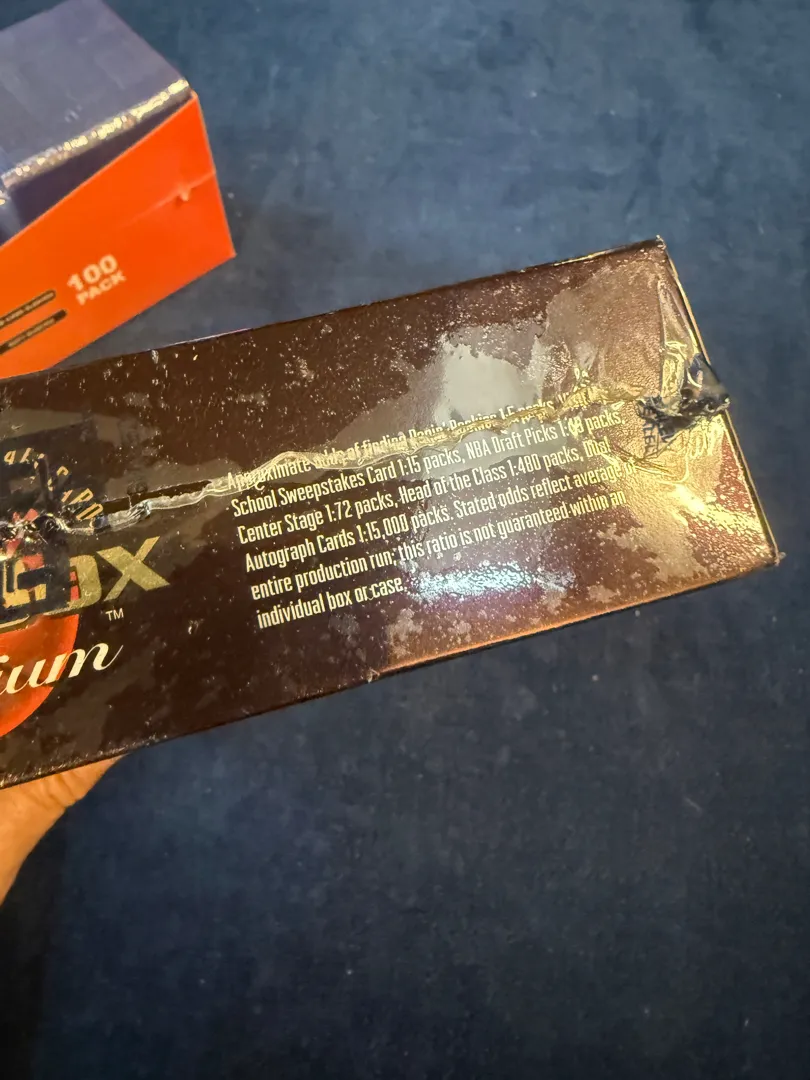 100
PACK
Approximate odds of finding Ragin' Rookies 1:5 packs,
School Sweepstakes Card 1:15 packs, NBA Draft Picks packs,
Center Stage 1:72 packs, Head of the Class 1:480 packs, Dual
Autograph Cards 1:15,000 packs. Stated odds reflect average of
entire production run; this ratio is not guaranteed within an
individual box or case.
TM